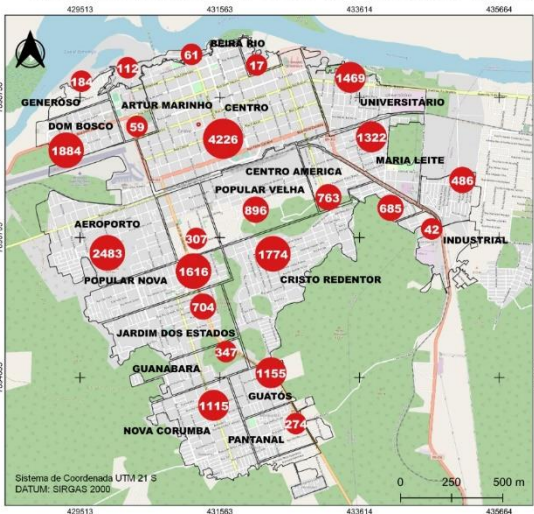 429513 431563 433614 435664
61 BEIRA RIO
17
112
184
1469
GENEROSO
ARTUR MARINHO CENTRO
UNIVERSITÁRIO
DOM BOSCO
59
4226
1322
1884
MARIA LEITE
CENTRO AMERICA
486
POPULAR VELHA
763
685
896
AEROPORTO
42
307
INDUSTRIAL
2483
1774
1616
POPULAR NOVA
CRISTO REDENTOR
704
JARDIM DOS ESTADOS
347
GUANABARA
1155
GUATÓS
1115
274
NOVA CORUMBA
PANTANAL
Sistema de Coordenada UTM 21 S
DATUM: SIRGAS 2000
0 250 500 m
429513 431563 433614 435664